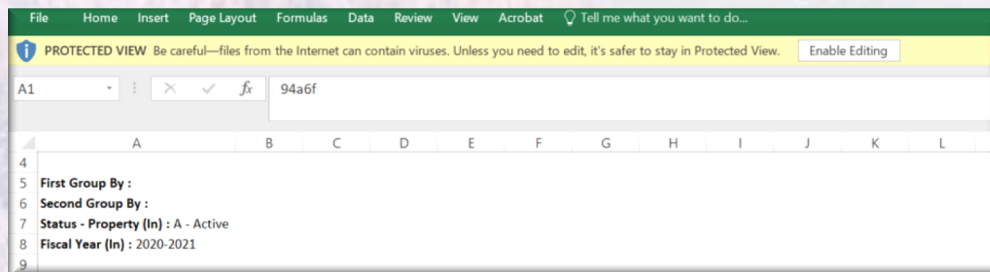 File Home Insert Page Layout Formulas Data Review View Acrobat Tell me what you want to do...
PROTECTED VIEW Be careful—files from the Internet can contain viruses. Unless you need to edit, it's safer to stay in Protected View. Enable Editing
A1 fx 94a6f
A B C D E F G H I J K L
4
5 First Group By :
6 Second Group By :
7 Status - Property (In) : A - Active
8 Fiscal Year (In) : 2020-2021
9